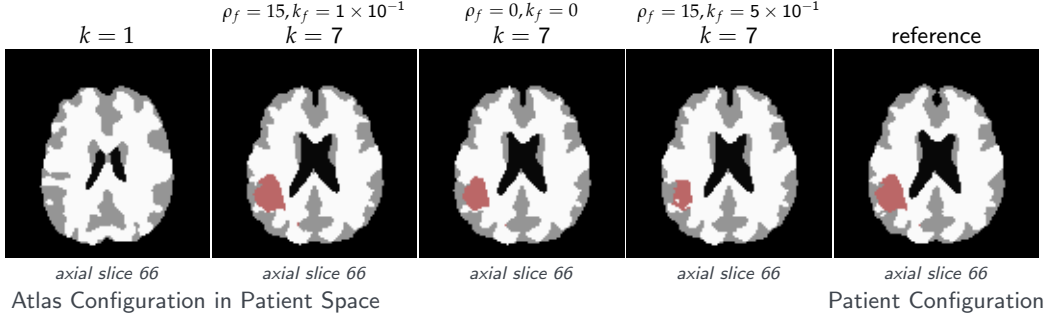 ρ_f = 15, k_f = 1 × 10⁻¹ ρ_f = 0, k_f = 0 ρ_f = 15, k_f = 5 × 10⁻¹
k = 1 k = 7 k = 7 k = 7 reference
axial slice 66 axial slice 66 axial slice 66 axial slice 66 axial slice 66
Atlas Configuration in Patient Space Patient Configuration